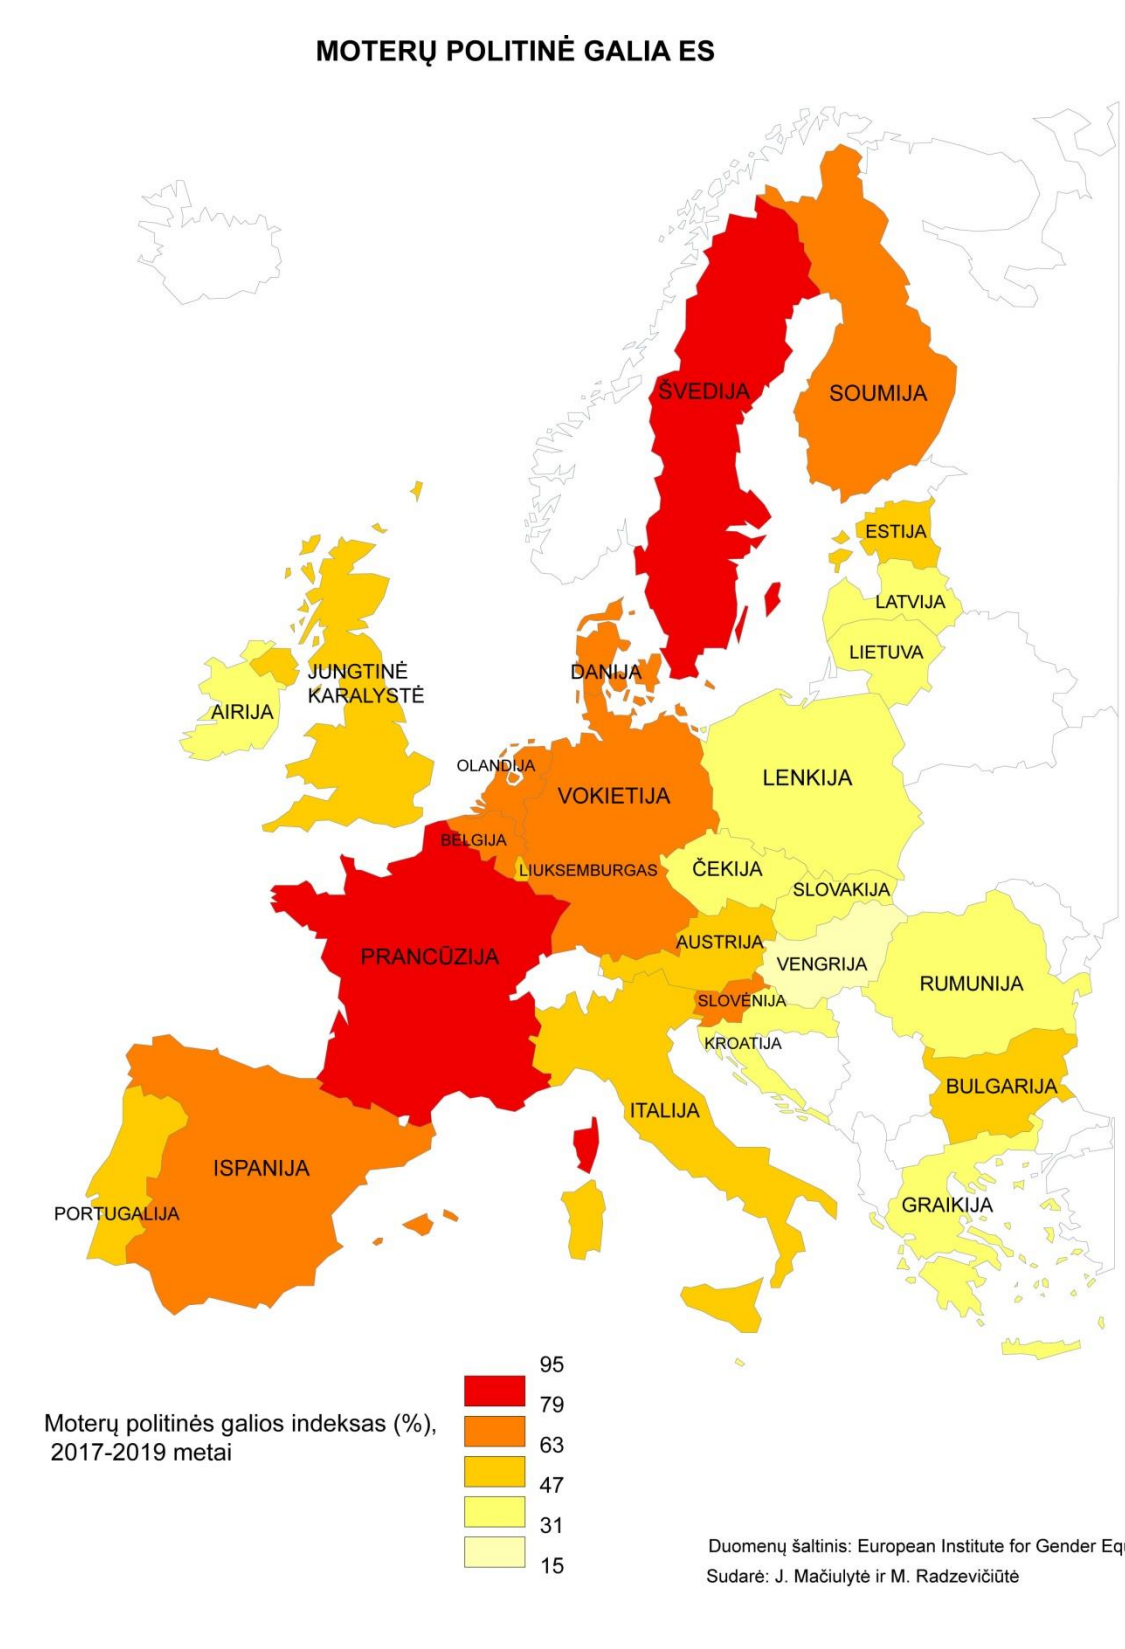 MOTERŲ POLITINĖ GALIA ES
ŠVEDIJA
SOUMIJA
ESTIJA
LATVIJA
LIETUVA
DANIJA
JUNGTINĖ
KARALYSTĖ
AIRIJA
OLANDIJA
LENKIJA
VOKIETIJA
BELGIJA
LIUKSEMBURGAS
ČEKIJA
SLOVAKIJA
AUSTRIJA
PRANCŪZIJA
VENGRIJA
RUMUNIJA
SLOVĖNIJA
KROATIJA
BULGARIJA
ITALIJA
ISPANIJA
GRAIKIJA
PORTUGALIJA
95
79
63
47
31
15
Moterų politinės galios indeksas (%),
2017-2019 metai
Duomenų šaltinis: European Institute for Gender Eq
Sudarė: J. Mačiulytė ir M. Radzevičiūtė